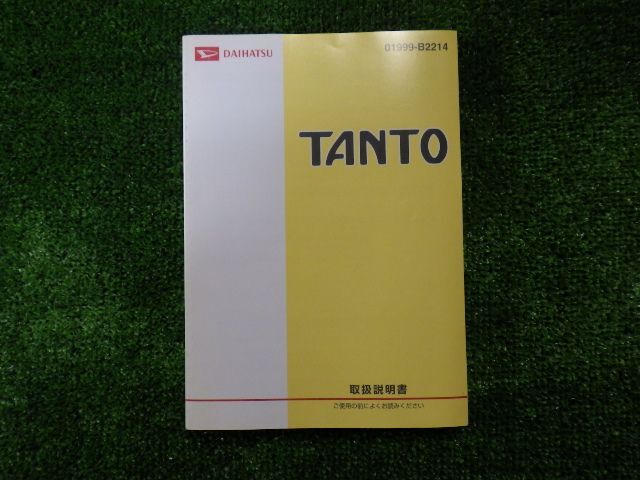 DAIHATSU
01999-B2214
TANTO
取扱説明書
ご使用の前によくお読みください